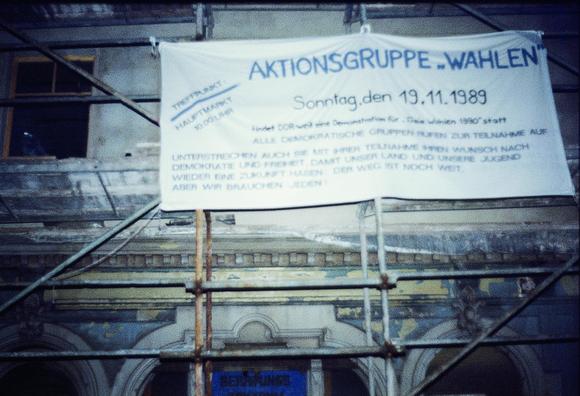 AKTIONSGRUPPE „WAHLEN"
TREFFPUNKT:
HAUPTMARKT
10.00 UHR
Sonntag, den 19.11.1989
findet DDR-weit eine Demonstration für „Freie Wahlen 1990" statt
ALLE DEMOKRATISCHE GRUPPEN RUFEN ZUR TEILNAHME AUF
UNTERSTREICHEN AUCH SIE MIT IHRER TEILNAHME IHREN WUNSCH NACH
DEMOKRATIE UND FREIHEIT, DAMIT UNSER LAND UND UNSERE JUGEND
WIEDER EINE ZUKUNFT HABEN! DER WEG IST NOCH WEIT,
ABER WIR BRAUCHEN JEDEN!
BERATUNGS